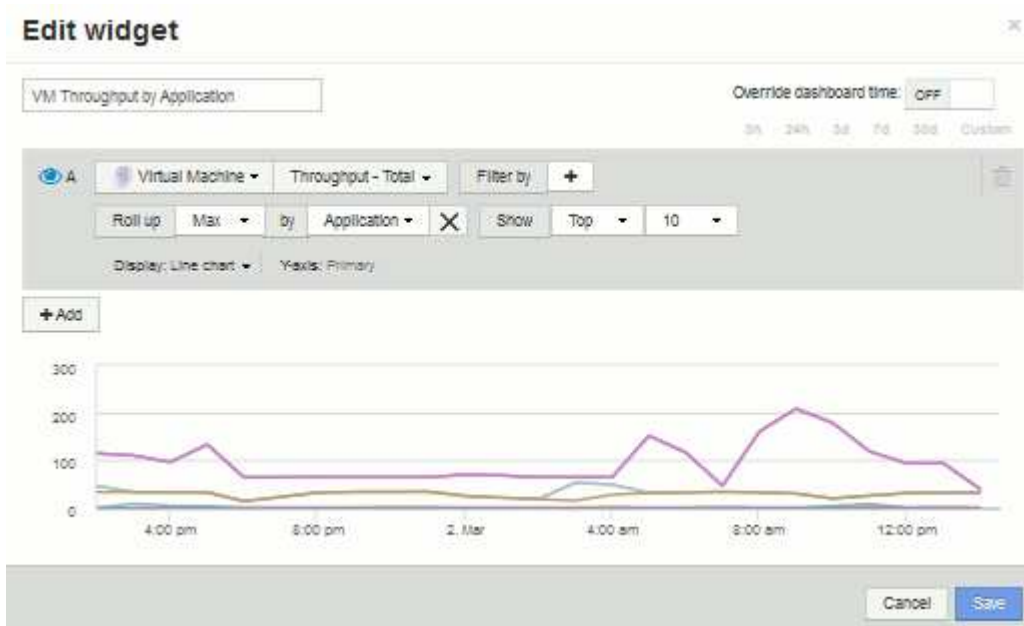 Edit widget
×
VM Throughput by Application
Override dashboard time: OFF
3h 24h 3d 7d 30d Custom
A Virtual Machine Throughput - Total Filter by +
Roll up Max by Application X Show Top 10
Display: Line chart Y-axis: Primary
+ Add
300
200
100
0
4:00 pm 8:00 pm 2. Mar 4:00 am 8:00 am 12:00 pm
Cancel Save